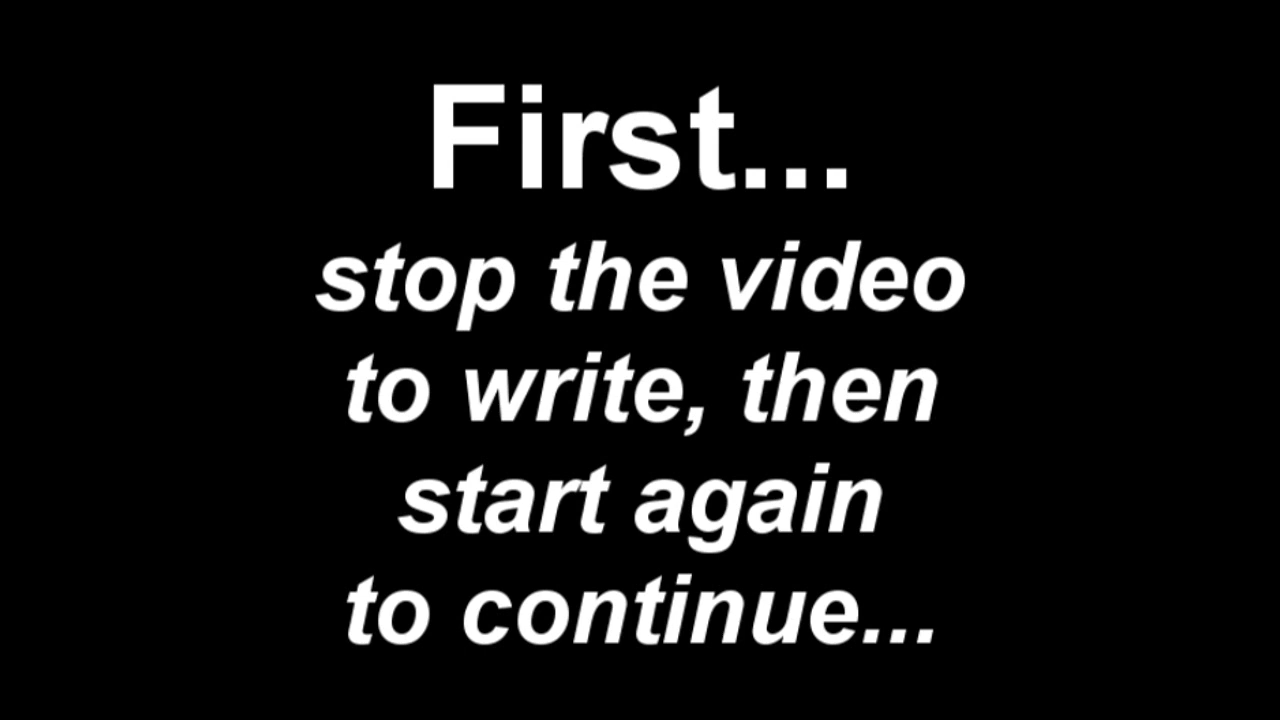 First...
stop the video
to write, then
start again
to continue...